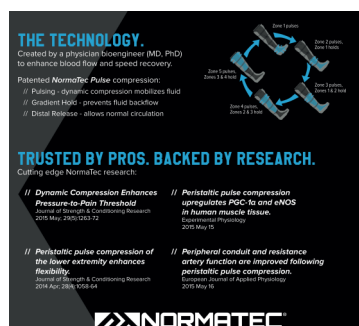 THE TECHNOLOGY.
Created by a physician bioengineer (MD, PhD)
to enhance blood flow and speed recovery.
Patented NormaTec Pulse compression:
// Pulsing - dynamic compression mobilizes fluid
// Gradient Hold - prevents fluid backflow
// Distal Release - allows normal circulation
Zone 1 pulses
Zone 2 pulses,
Zone 1 holds
Zone 3 pulses,
Zones 1 & 2 hold
Zone 4 pulses,
Zones 2 & 3 hold
Zone 5 pulses,
Zones 3 & 4 hold
TRUSTED BY PROS. BACKED BY RESEARCH.
Cutting edge NormaTec research:
// Dynamic Compression Enhances
Pressure-to-Pain Threshold
Journal of Strength & Conditioning Research
2015 May. 29(5):1263-72
// Peristaltic pulse compression
upregulates PGC-1a and eNOS
in human muscle tissue.
Experimental Physiology
2015 May 15
// Peristaltic pulse compression of
the lower extremity enhances
flexibility.
Journal of Strength & Conditioning Research
2014 Apr: 28(4):1058-64
// Peripheral conduit and resistance
artery function are improved following
peristaltic pulse compression.
European Journal of Applied Physiology
2015 May 16
NORMATEC